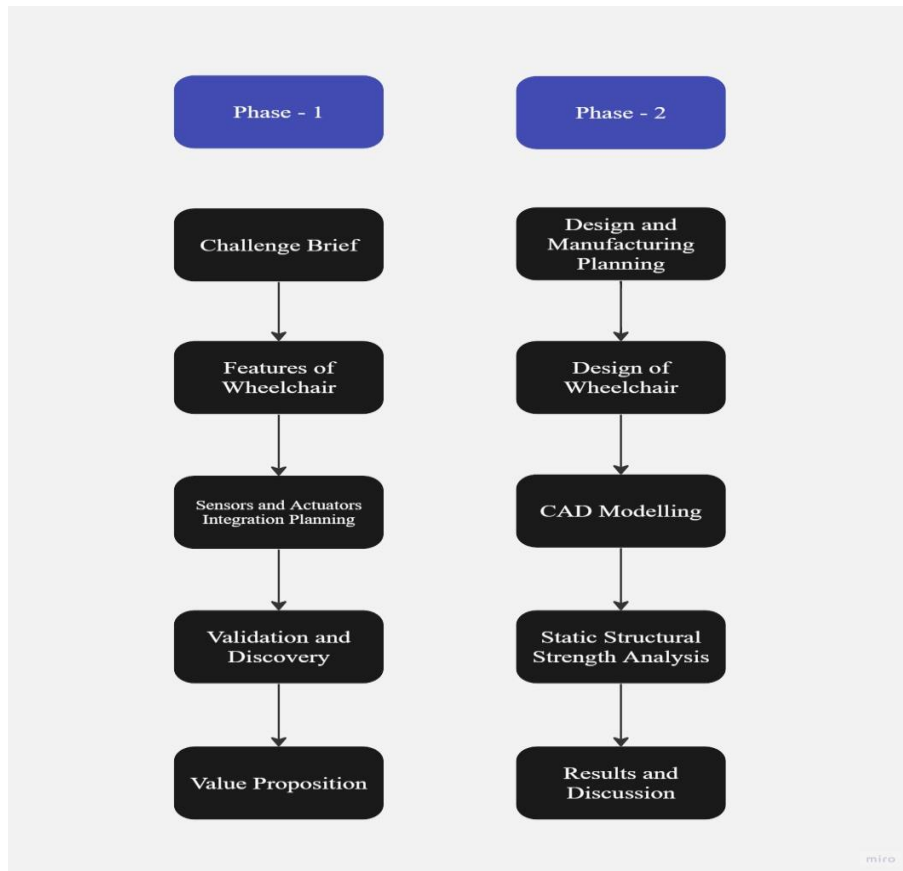 Phase - 1
Challenge Brief
Features of
Wheelchair
Sensors and Actuators
Integration Planning
Validation and
Discovery
Value Proposition
Phase - 2
Design and
Manufacturing
Planning
Design of
Wheelchair
CAD Modelling
Static Structural
Strength Analysis
Results and
Discussion
miro